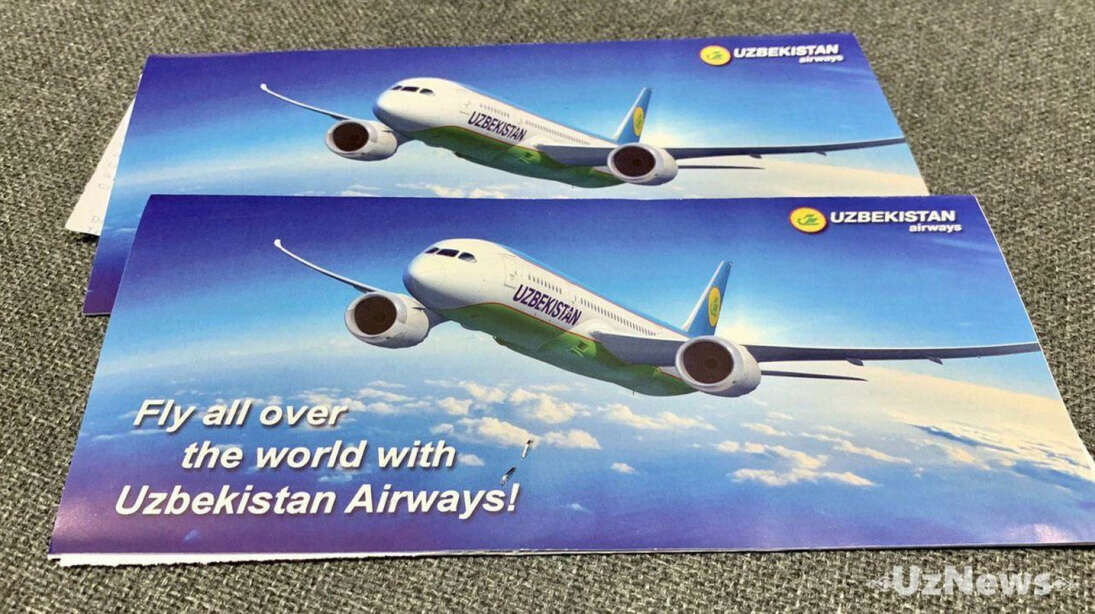 UZBEKISTAN
airways
UZBEKISTAN
UZBEKISTAN
airways
UZBEKISTAN
Fly all over
the world with
Uzbekistan Airways!
UzNews